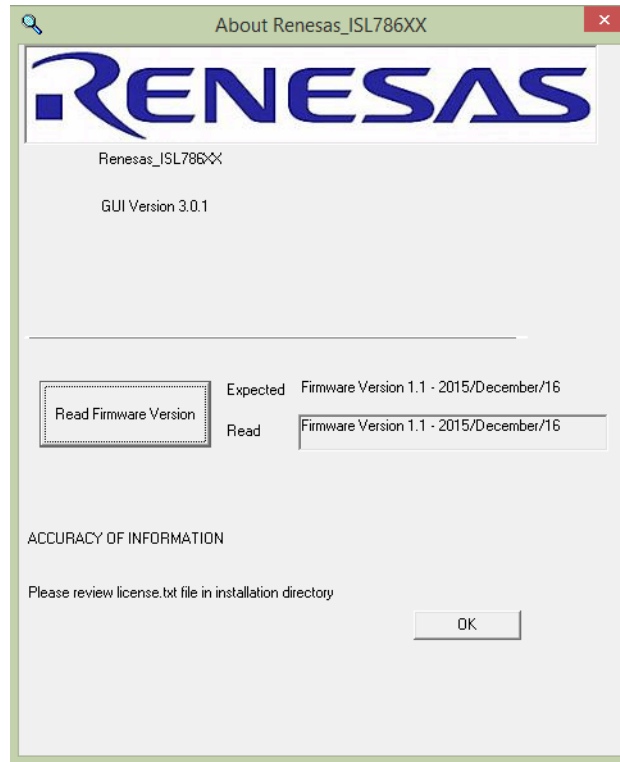 About Renesas_ISL786XX
RENESAS
Renesas_ISL786XX
GUI Version 3.0.1
Read Firmware Version
Expected Firmware Version 1.1 - 2015/December/16
Read Firmware Version 1.1 - 2015/December/16
ACCURACY OF INFORMATION
Please review license.txt file in installation directory
OK